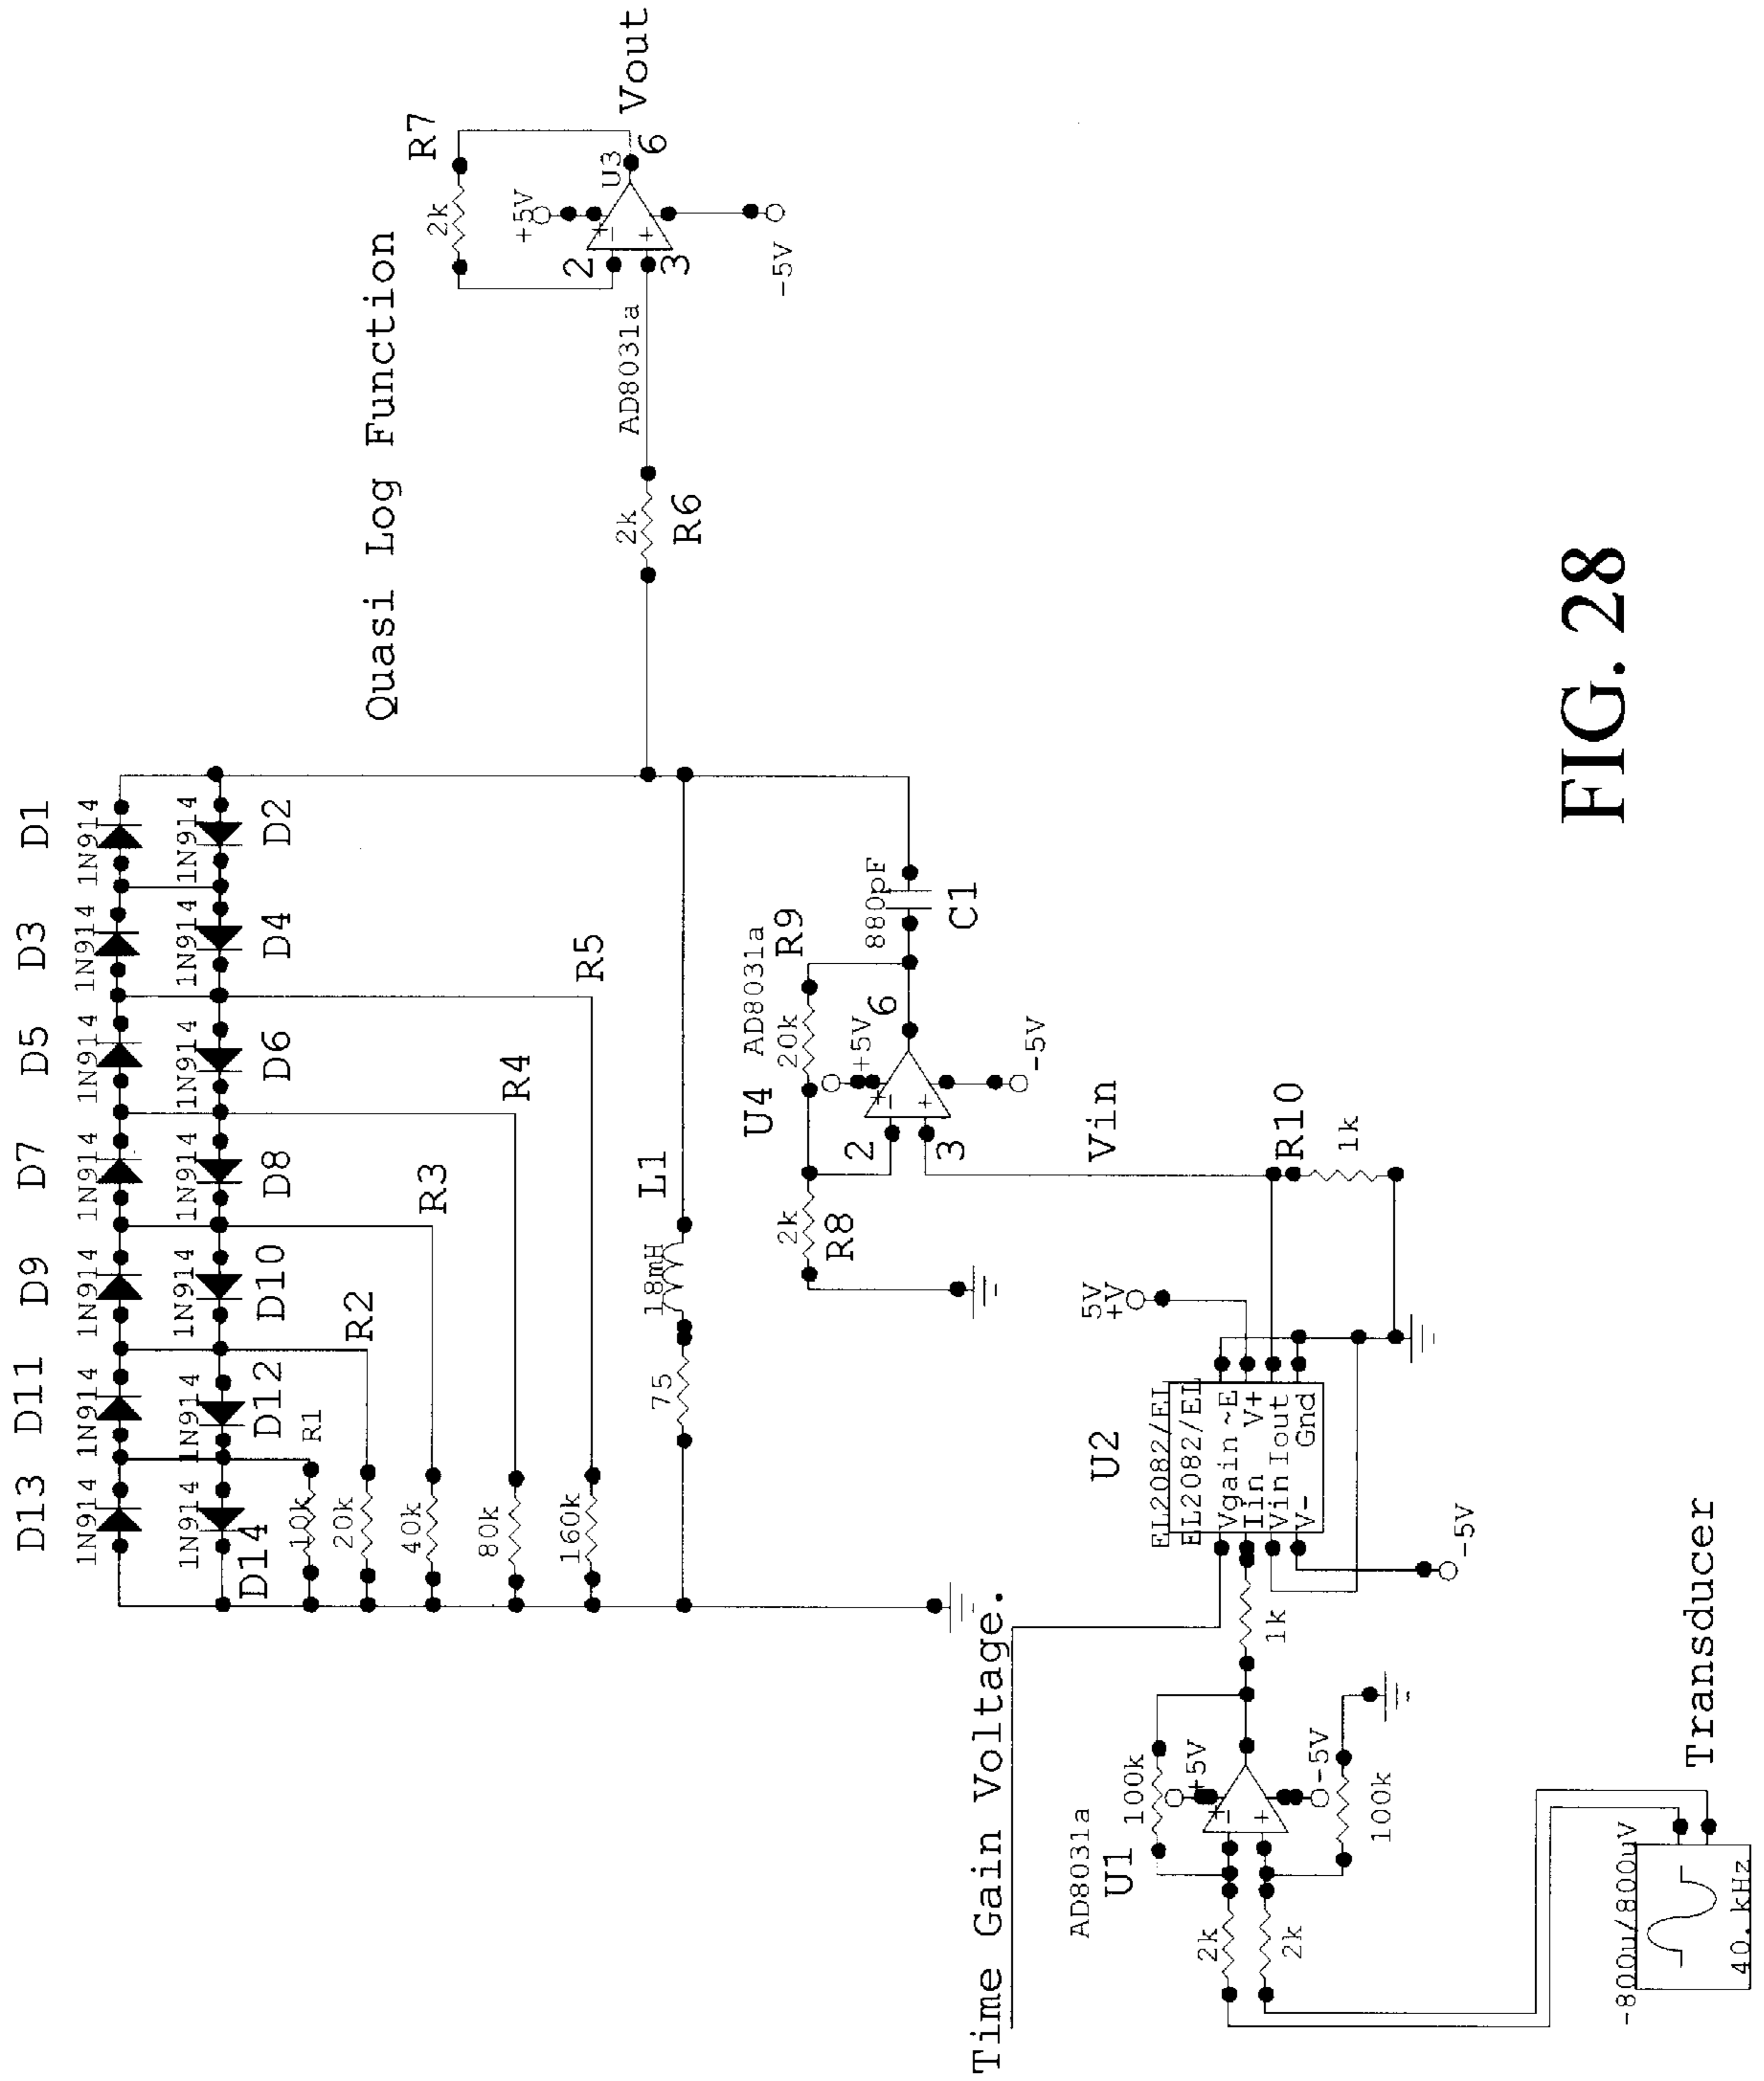 Quasi Log Function
D13
D11
D9
D7
D5
D3
D1
1N914
1N914
1N914
1N914
1N914
1N914
1N914
1N914
1N914
1N914
1N914
1N914
1N914
1N914
D14
D12
D10
D8
D6
D4
D2
R1
R2
R3
R4
R5
10k
20k
40k
80k
160k
L1
75
18mH
R7
2k
+5V
U3
2
6
3
-5V
Vout
AD8031a
2k
R6
U4
AD8031a
20k
R9
+5V
880pF
C1
2
6
3
-5V
2k
R8
Vin
R10
1k
Time Gain Voltage.
U2
EL2082/EL
EL2082/EL
Vgain ~E
Iin V+
Vin Iout
V- Gnd
5V
+V
-5V
1k
AD8031a
U1
100k
+5V
-5V
100k
2k
2k
-800u/800uV
40.kHz
Transducer
FIG. 28